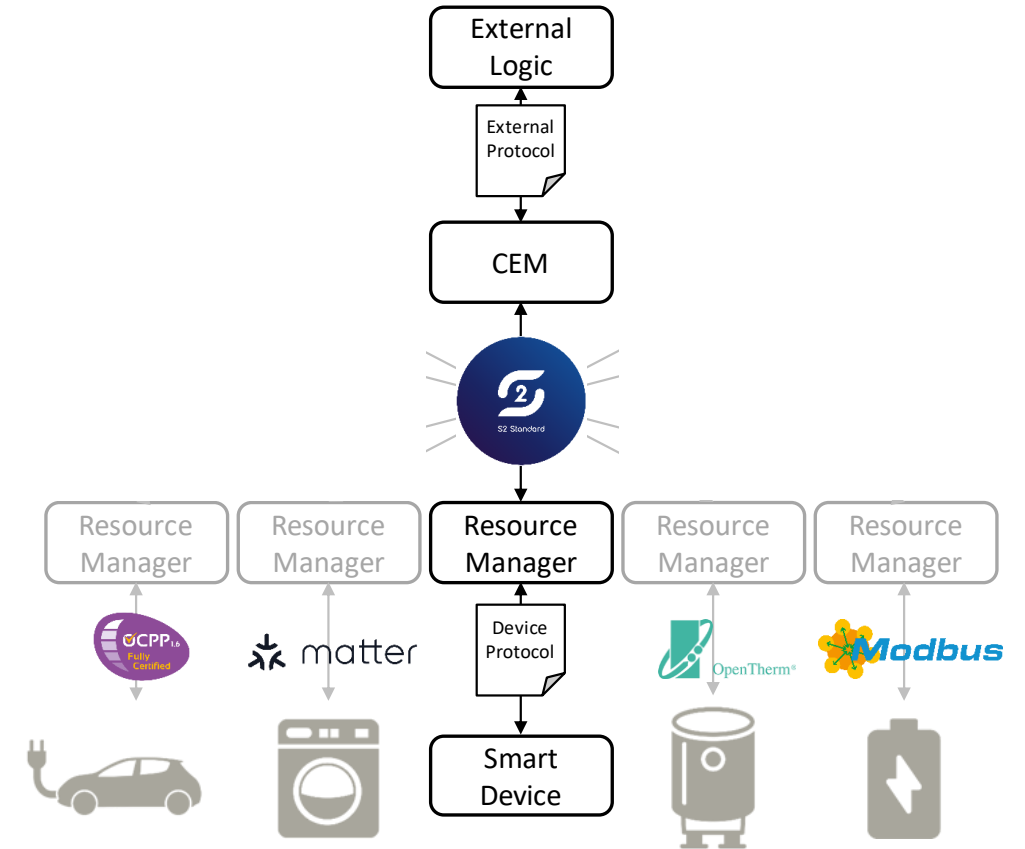 External
Logic
External
Protocol
CEM
S2
S2 Standard
Resource
Manager
Resource
Manager
Resource
Manager
Resource
Manager
Resource
Manager
OCPP 1.6
Fully
Certified
matter
Device
Protocol
OpenTherm®
Modbus
Smart
Device